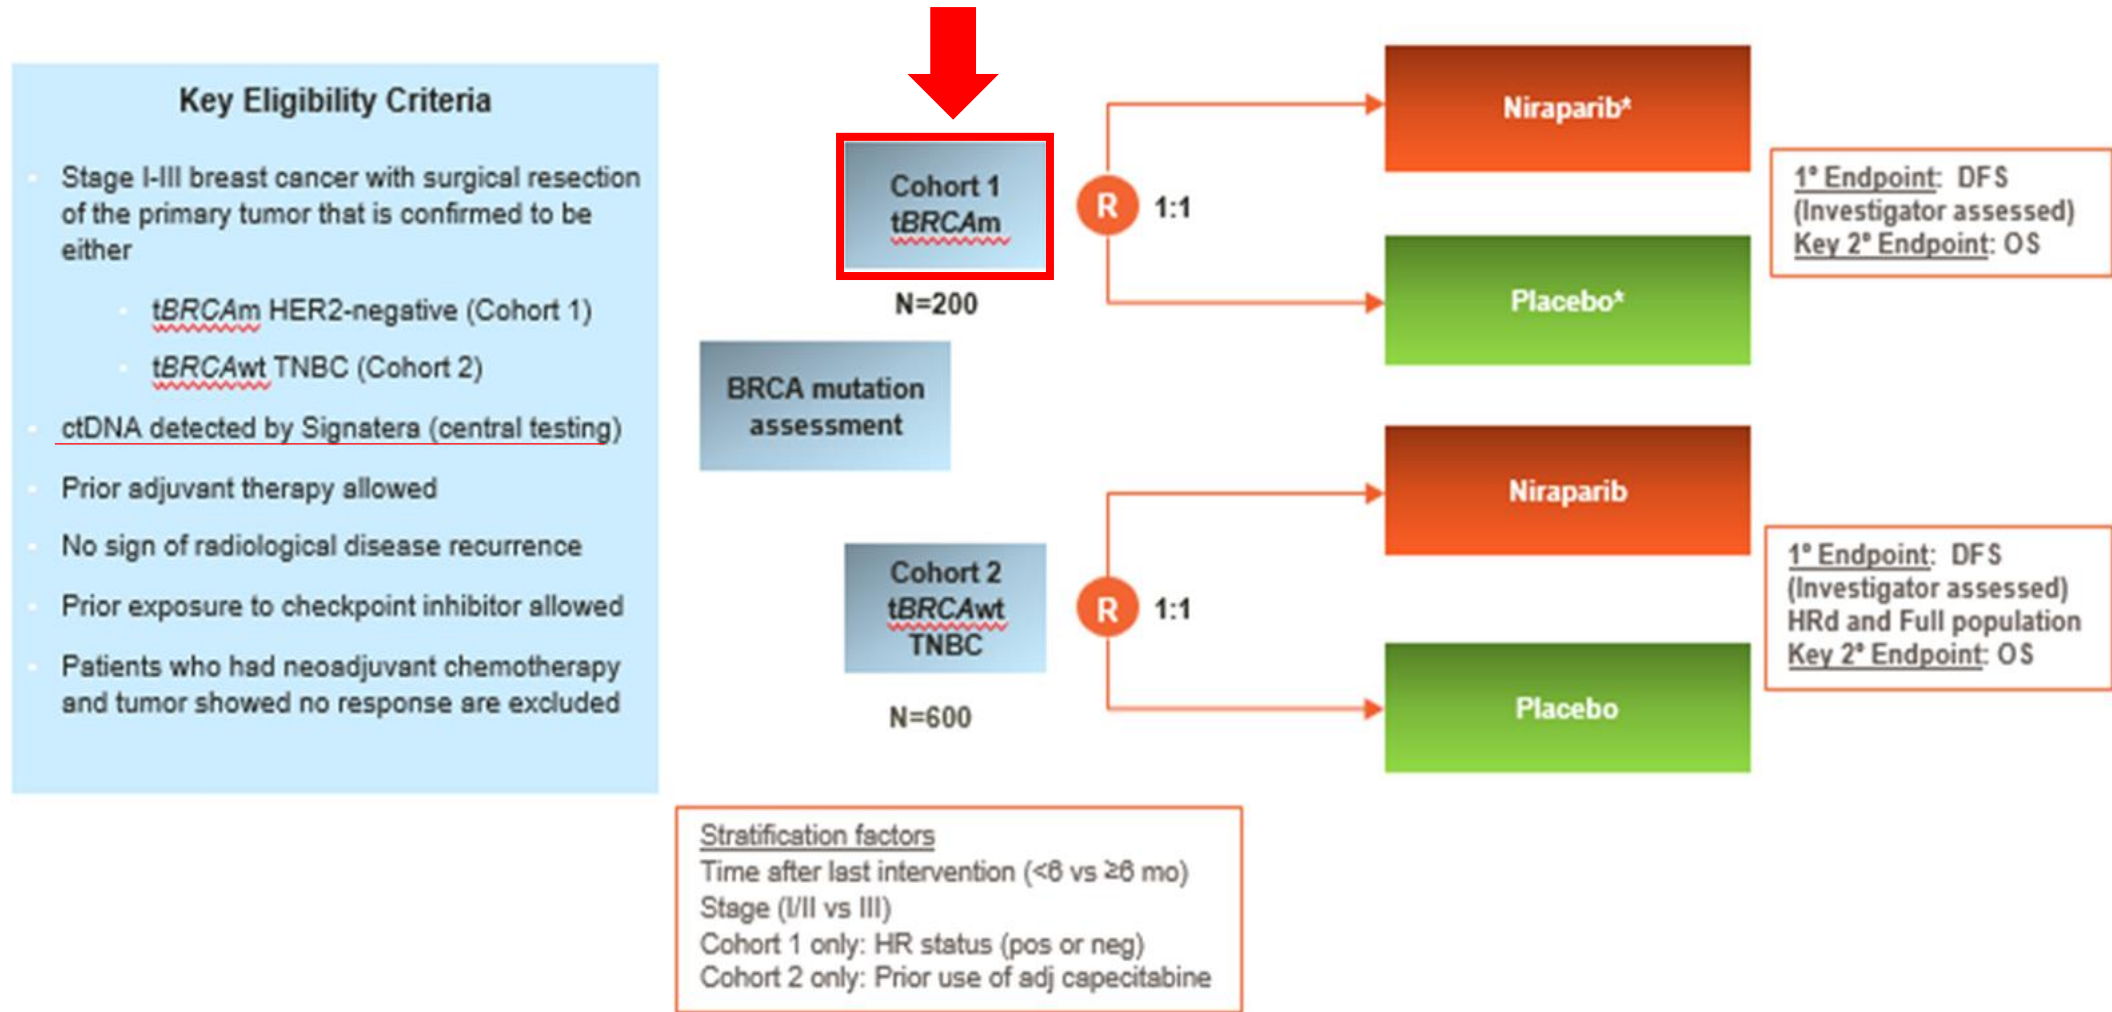 Key Eligibility Criteria
Stage I-III breast cancer with surgical resection
of the primary tumor that is confirmed to be
either
tBRCAm HER2-negative (Cohort 1)
tBRCAwt TNBC (Cohort 2)
ctDNA detected by Signatera (central testing)
Prior adjuvant therapy allowed
No sign of radiological disease recurrence
Prior exposure to checkpoint inhibitor allowed
Patients who had neoadjuvant chemotherapy
and tumor showed no response are excluded
Cohort 1
tBRCAm
N=200
BRCA mutation
assessment
Cohort 2
tBRCAwt
TNBC
N=600
R
1:1
R
1:1
Niraparib*
Placebo*
Niraparib
Placebo
1º Endpoint: DFS
(Investigator assessed)
Key 2º Endpoint: OS
1º Endpoint: DFS
(Investigator assessed)
HRd and Full population
Key 2º Endpoint: OS
Stratification factors
Time after last intervention (<6 vs ≥6 mo)
Stage (I/II vs III)
Cohort 1 only: HR status (pos or neg)
Cohort 2 only: Prior use of adj capecitabine